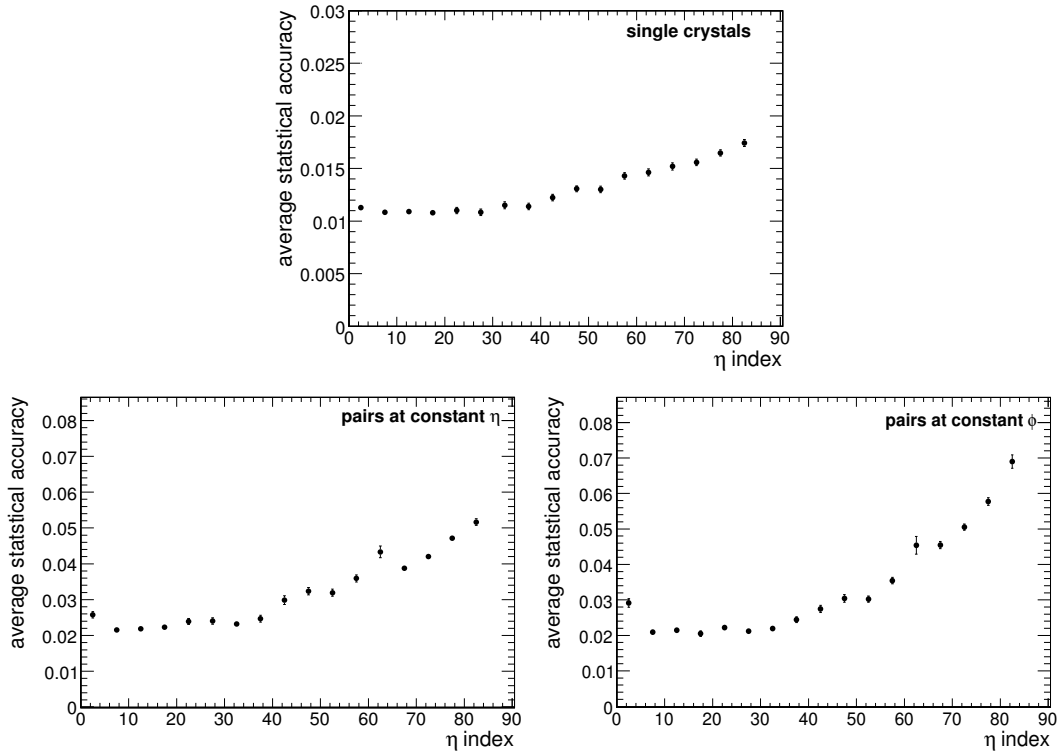 single crystals
average statstical accuracy
0.03
0.025
0.02
0.015
0.01
0.005
0
0 10 20 30 40 50 60 70 80 90
η index
pairs at constant η
average statstical accuracy
0.08
0.07
0.06
0.05
0.04
0.03
0.02
0.01
0
0 10 20 30 40 50 60 70 80 90
η index
pairs at constant ϕ
average statstical accuracy
0.08
0.07
0.06
0.05
0.04
0.03
0.02
0.01
0
0 10 20 30 40 50 60 70 80 90
η index